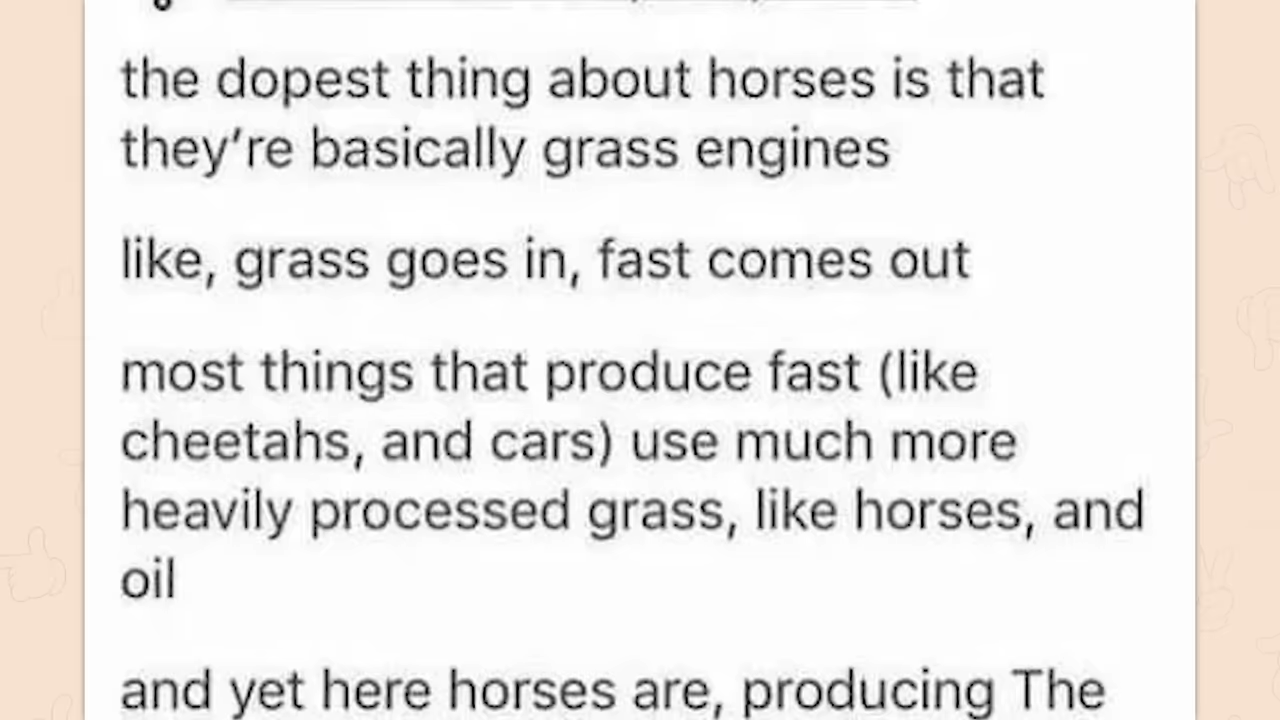 the dopest thing about horses is that
they're basically grass engines
like, grass goes in, fast comes out
most things that produce fast (like
cheetahs, and cars) use much more
heavily processed grass, like horses, and
oil
and yet here horses are, producing The